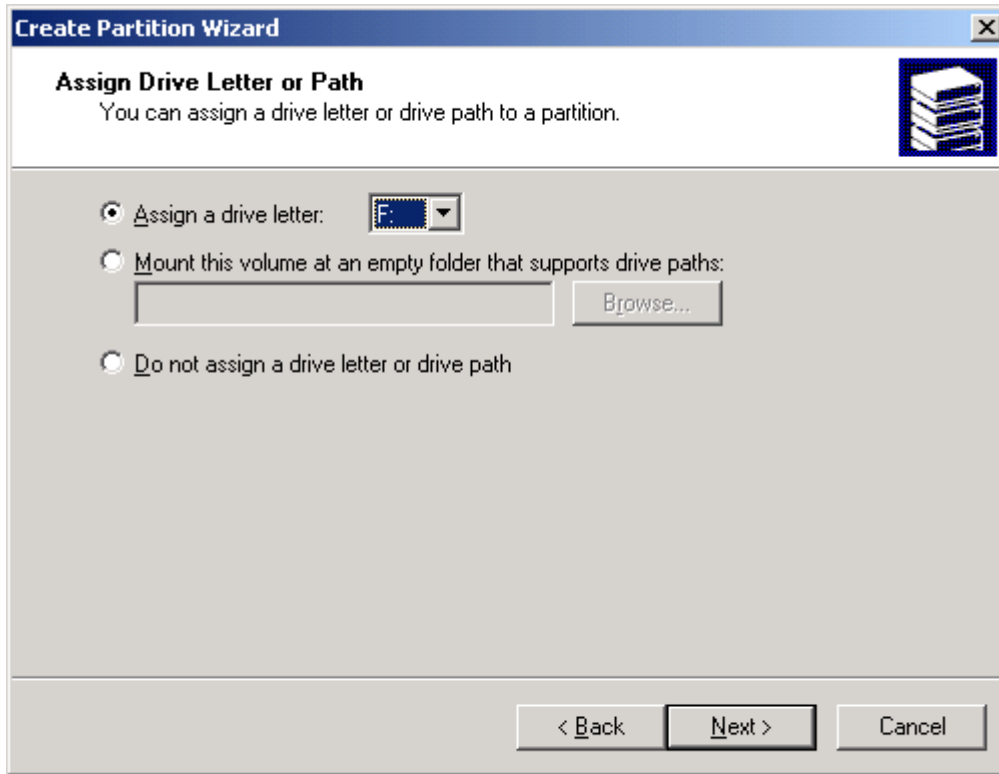 Create Partition Wizard
Assign Drive Letter or Path
You can assign a drive letter or drive path to a partition.
Assign a drive letter: F:
Mount this volume at an empty folder that supports drive paths:
Browse...
Do not assign a drive letter or drive path
< Back Next > Cancel